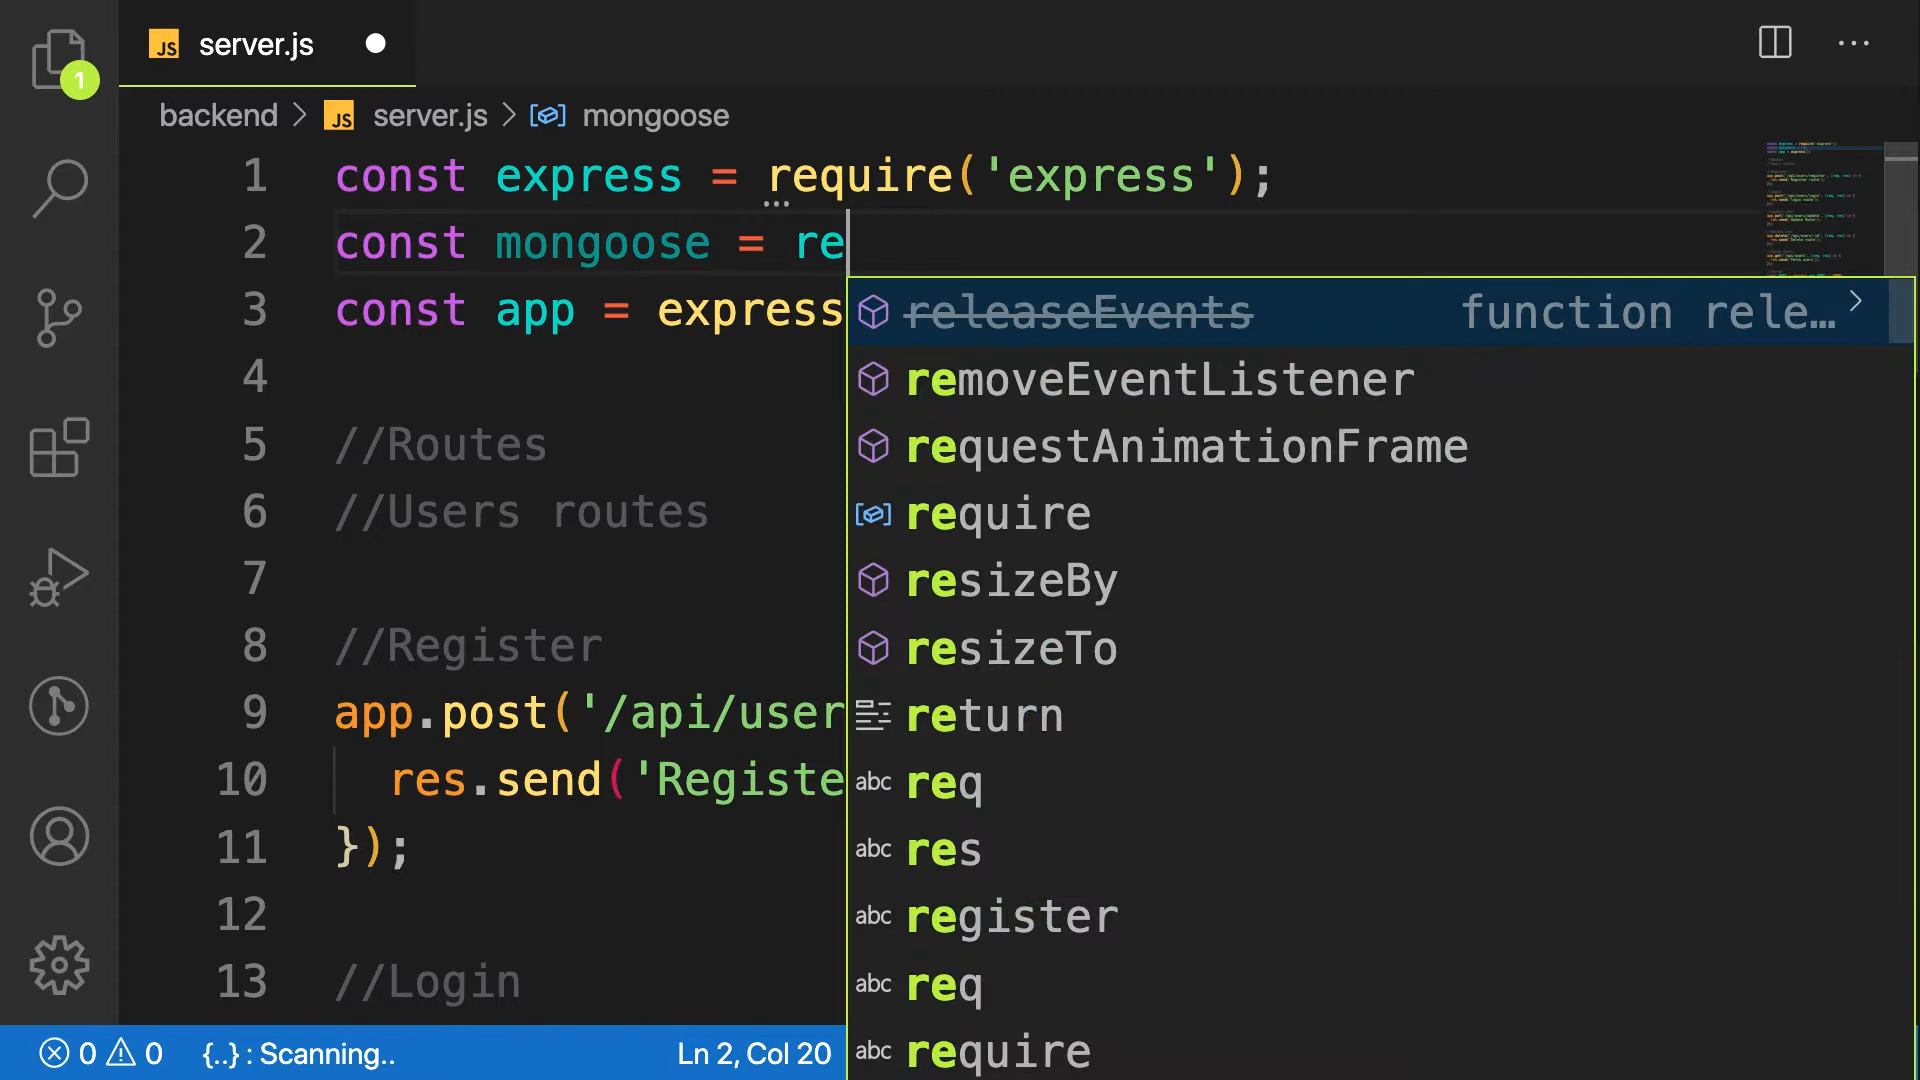 JS server.js
1
backend > JS server.js > mongoose
1 const express = require('express');
2 const mongoose = re
3 const app = express
4
5 //Routes
6 //Users routes
7
8 //Register
9 app.post('/api/user
10 res.send('Registe
11 });
12
13 //Login
releaseEvents function rele…
removeEventListener
requestAnimationFrame
require
resizeBy
resizeTo
return
abc req
abc res
abc register
abc req
abc require
0 0 {..} : Scanning.. Ln 2, Col 20